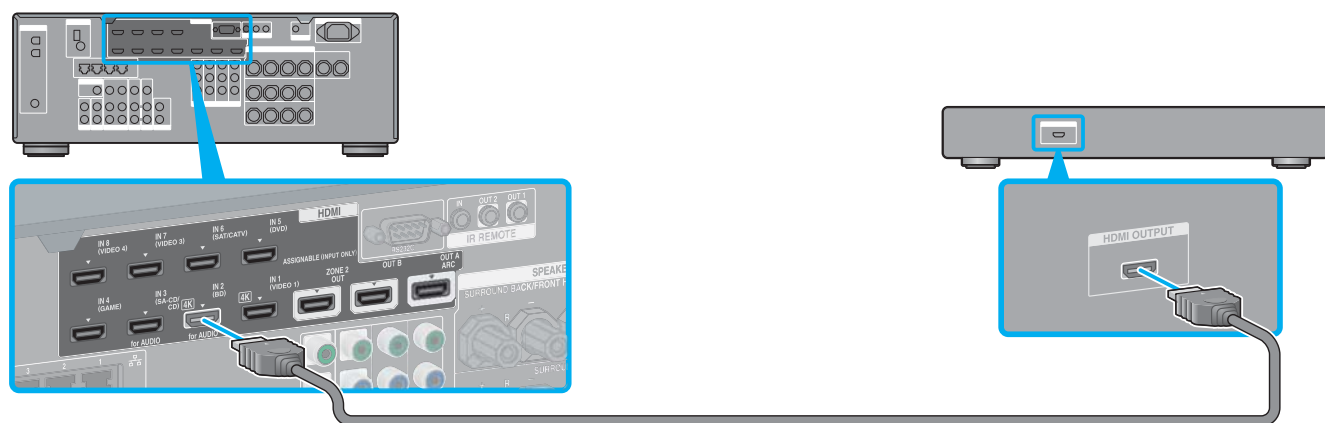 HDMI
IN 8
(VIDEO 4)
IN 7
(VIDEO 3)
IN 6
(SAT/CATV)
IN 5
(DVD)
ASSIGNABLE (INPUT ONLY)
IN 4
(GAME)
IN 3
(SA-CD/
CD)
for AUDIO
4K
IN 2
(BD)
for AUDIO
4K
IN 1
(VIDEO 1)
ZONE 2
OUT
OUT B
OUT A
ARC
RS232C
IN
OUT 2
OUT 1
IR REMOTE
SPEAKE
SURROUND BACK/FRONT H
R
R
SURROU
3
2
1
HDMI OUTPUT